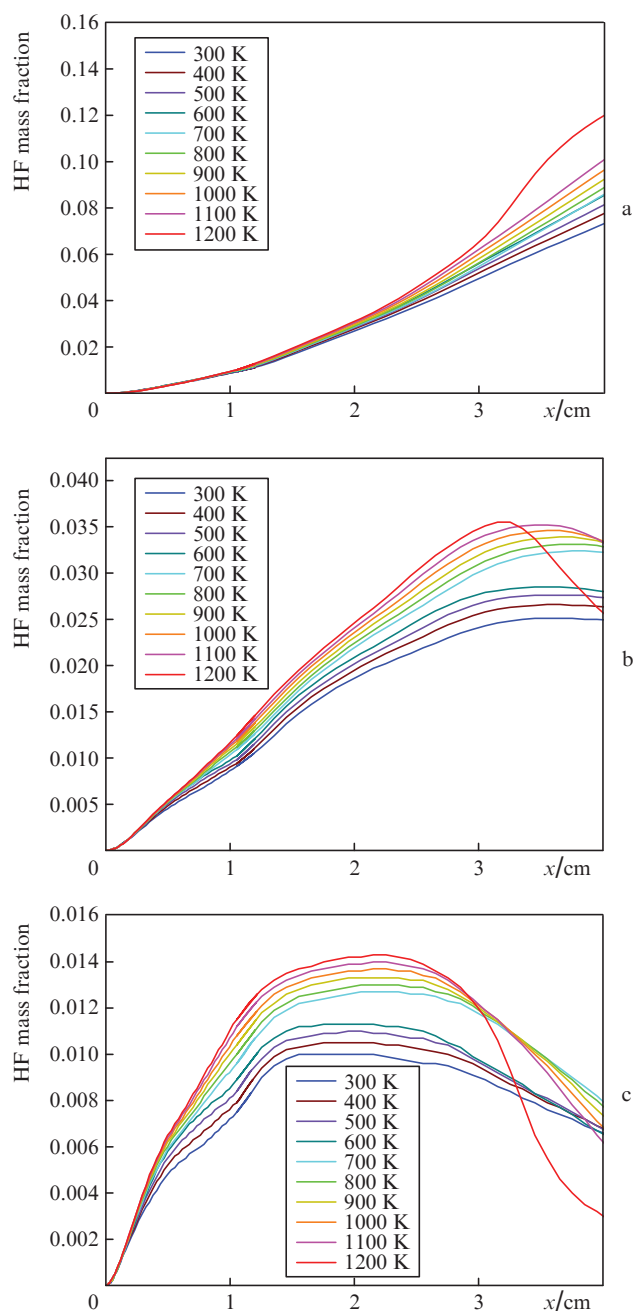 0.16
0.14
0.12
0.10
0.08
0.06
0.04
0.02
HF mass fraction
300 K
400 K
500 K
600 K
700 K
800 K
900 K
1000 K
1100 K
1200 K
a
0 1 2 3 x/cm
0.040
0.035
0.030
0.025
0.020
0.015
0.010
0.005
HF mass fraction
300 K
400 K
500 K
600 K
700 K
800 K
900 K
1000 K
1100 K
1200 K
b
0 1 2 3 x/cm
0.016
0.014
0.012
0.010
0.008
0.006
0.004
0.002
HF mass fraction
300 K
400 K
500 K
600 K
700 K
800 K
900 K
1000 K
1100 K
1200 K
c
0 1 2 3 x/cm